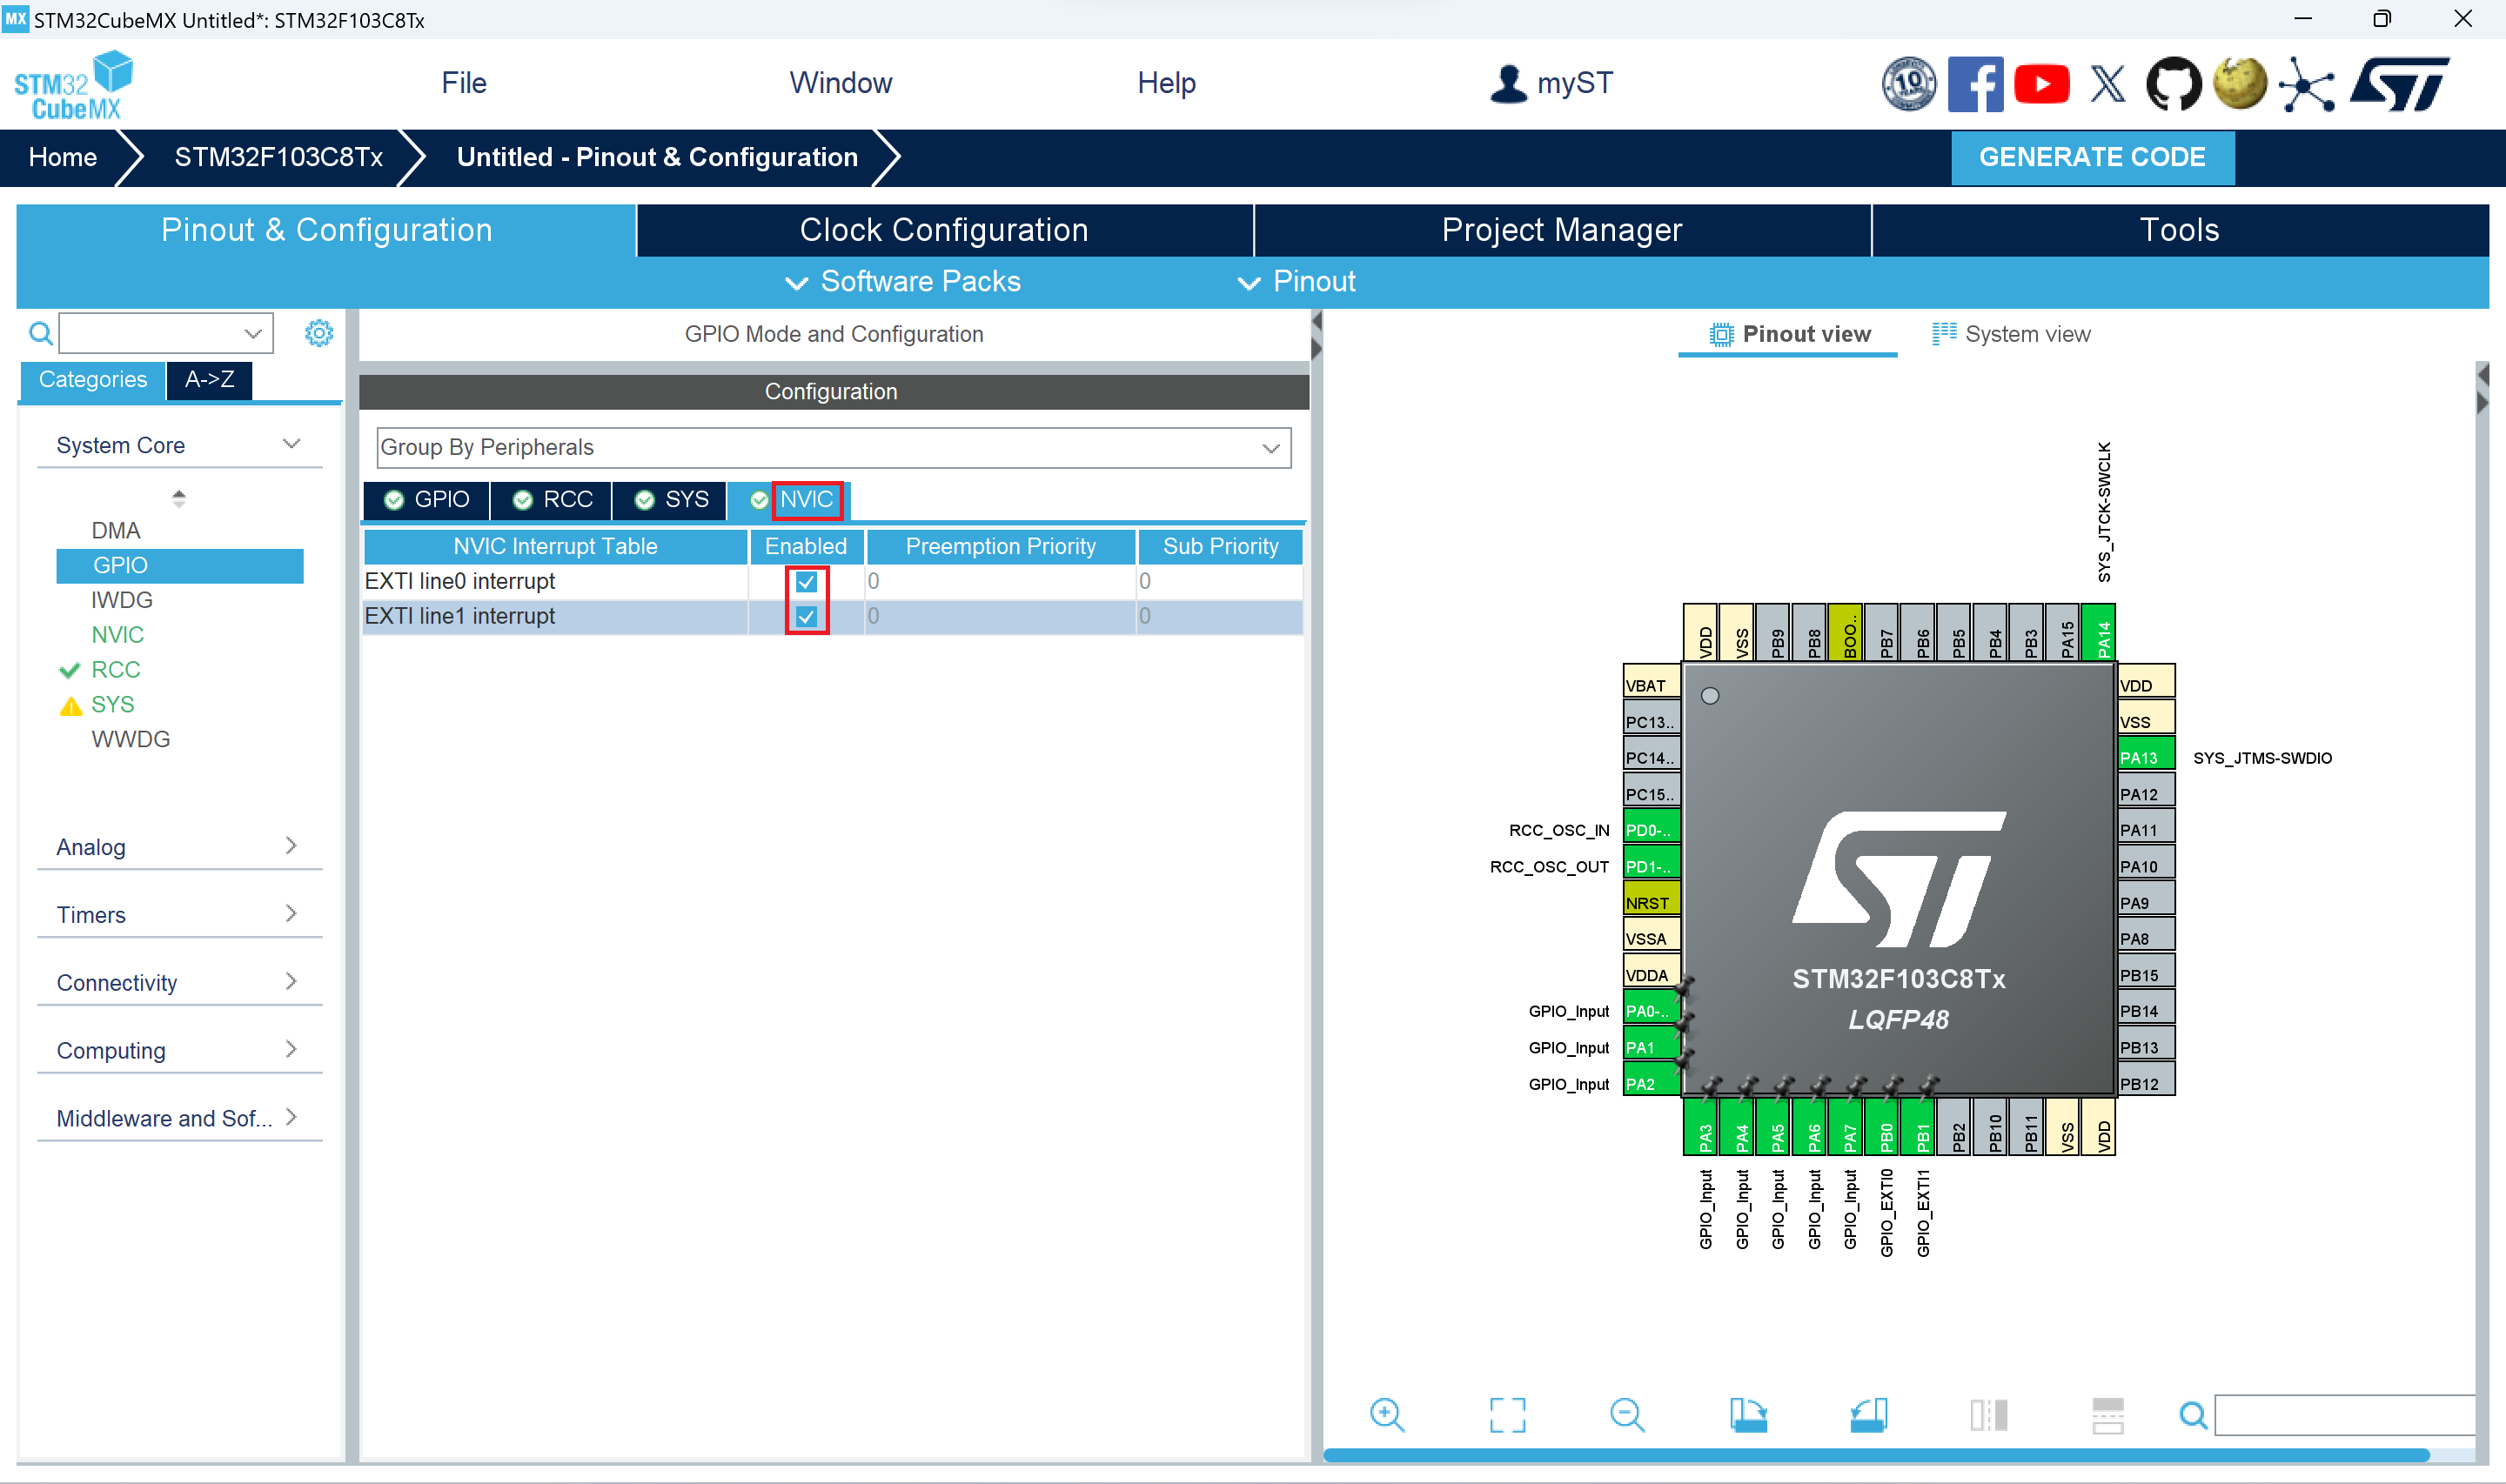 MX STM32CubeMX Untitled*: STM32F103C8Tx
STM32
CubeMX
File
Window
Help
myST
10
Home
STM32F103C8Tx
Untitled - Pinout & Configuration
GENERATE CODE
Pinout & Configuration
Clock Configuration
Project Manager
Tools
Software Packs
Pinout
GPIO Mode and Configuration
Pinout view
System view
Categories
A->Z
Configuration
System Core
Group By Peripherals
GPIO
RCC
SYS
NVIC
DMA
GPIO
IWDG
NVIC
RCC
SYS
WWDG
NVIC Interrupt Table
Enabled
Preemption Priority
Sub Priority
EXTI line0 interrupt
0
0
EXTI line1 interrupt
0
0
Analog
Timers
Connectivity
Computing
Middleware and Sof...
SYS_JTCK-SWCLK
VDD
VSS
PB9
PB8
BOO..
PB7
PB6
PB5
PB4
PB3
PA15
PA14
VBAT
PC13..
PC14..
PC15..
RCC_OSC_IN
PD0-..
RCC_OSC_OUT
PD1-..
NRST
VSSA
VDDA
GPIO_Input
PA0-..
GPIO_Input
PA1
GPIO_Input
PA2
VDD
VSS
PA13
SYS_JTMS-SWDIO
PA12
PA11
PA10
PA9
PA8
PB15
PB14
PB13
PB12
ST
STM32F103C8Tx
LQFP48
PA3
PA4
PA5
PA6
PA7
PB0
PB1
PB2
PB10
PB11
VSS
VDD
GPIO_Input
GPIO_Input
GPIO_Input
GPIO_Input
GPIO_Input
GPIO_EXTI0
GPIO_EXTI1